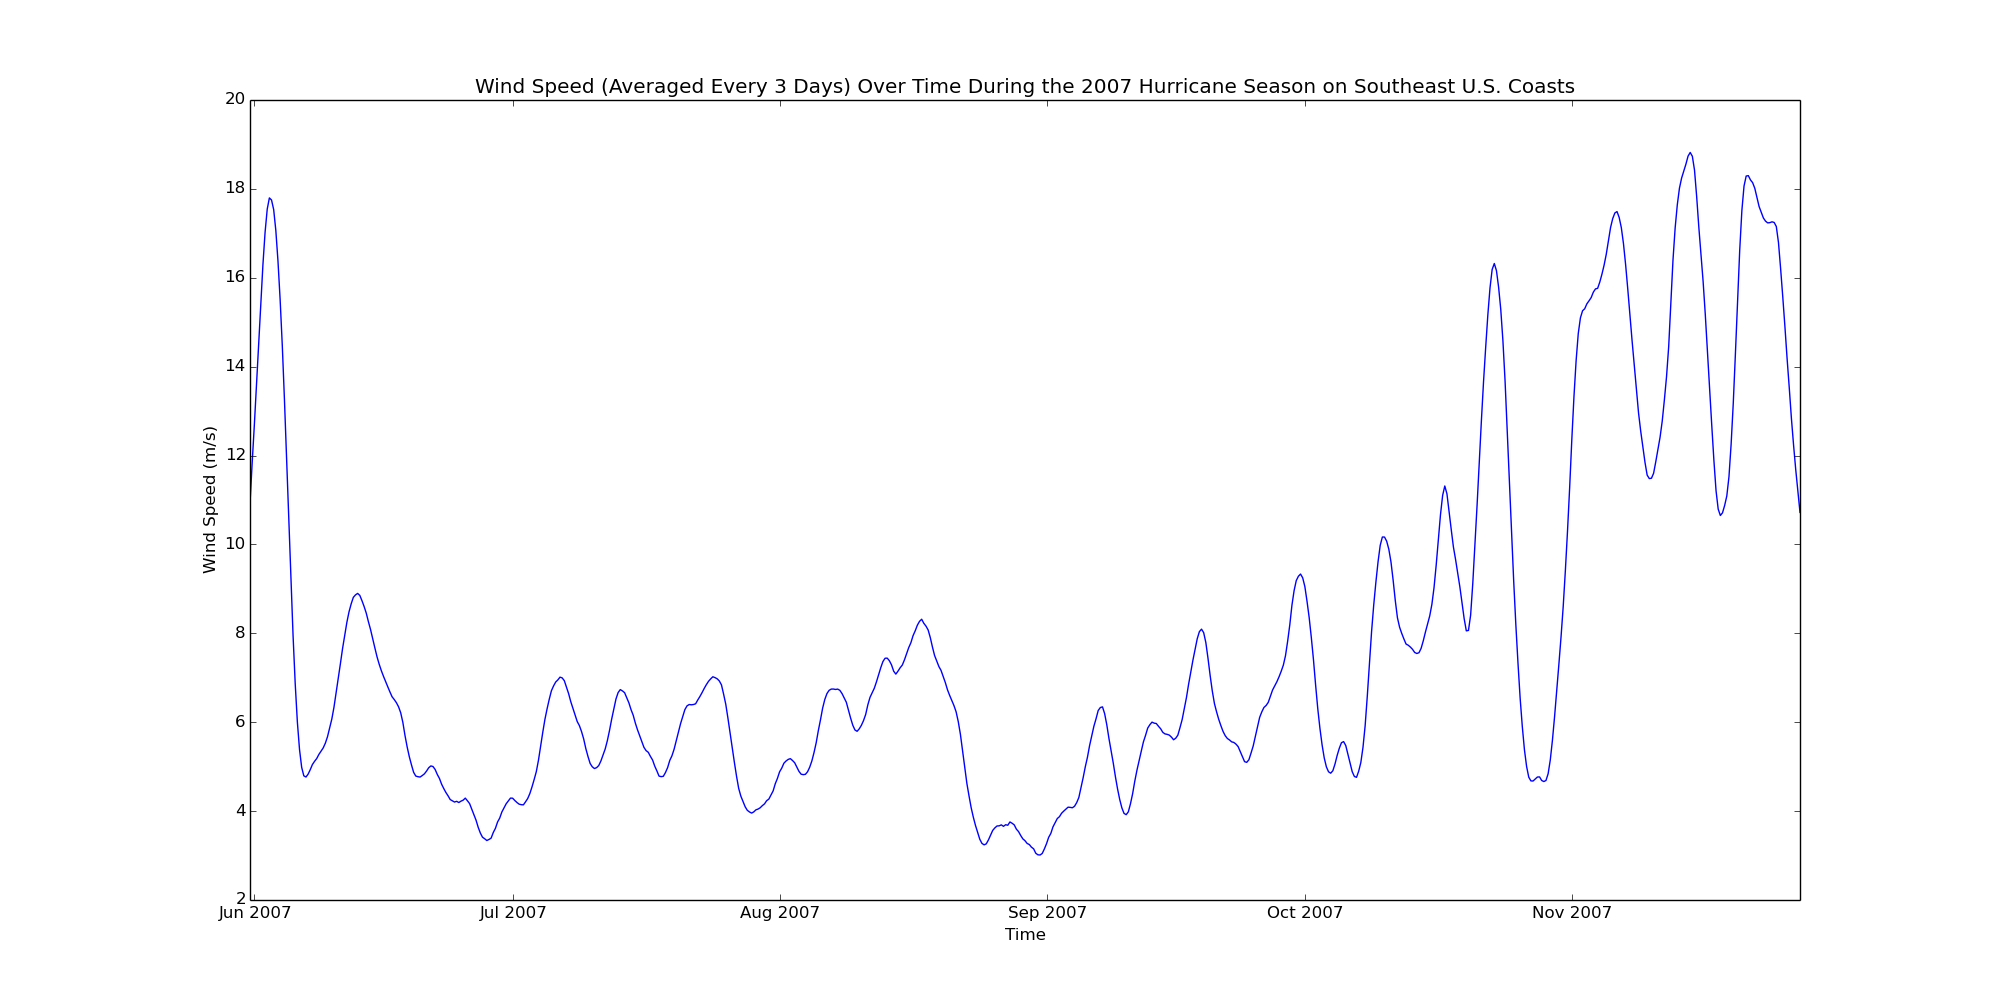 Wind Speed (Averaged Every 3 Days) Over Time During the 2007 Hurricane Season on Southeast U.S. Coasts
20
18
16
14
12
10
8
6
4
2
Wind Speed (m/s)
Jun 2007 Jul 2007 Aug 2007 Sep 2007 Oct 2007 Nov 2007
Time